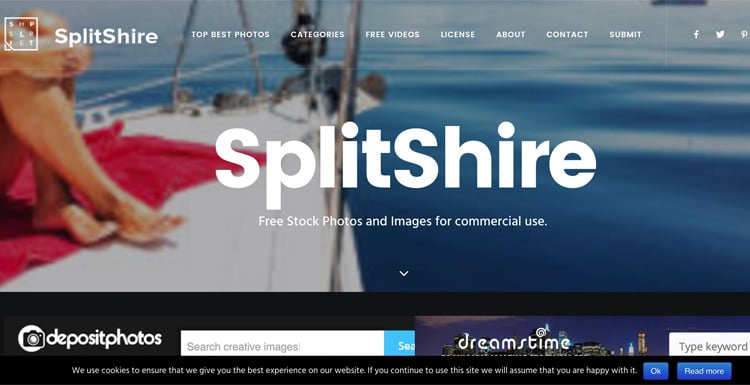 SplitShire
TOP BEST PHOTOS CATEGORIES FREE VIDEOS LICENSE ABOUT CONTACT SUBMIT
SplitShire
Free Stock Photos and Images for commercial use.
depositphotos
Search creative images
Sea
dreamstime
Type keyword
We use cookies to ensure that we give you the best experience on our website. If you continue to use this site we will assume that you are happy with it. Ok Read more